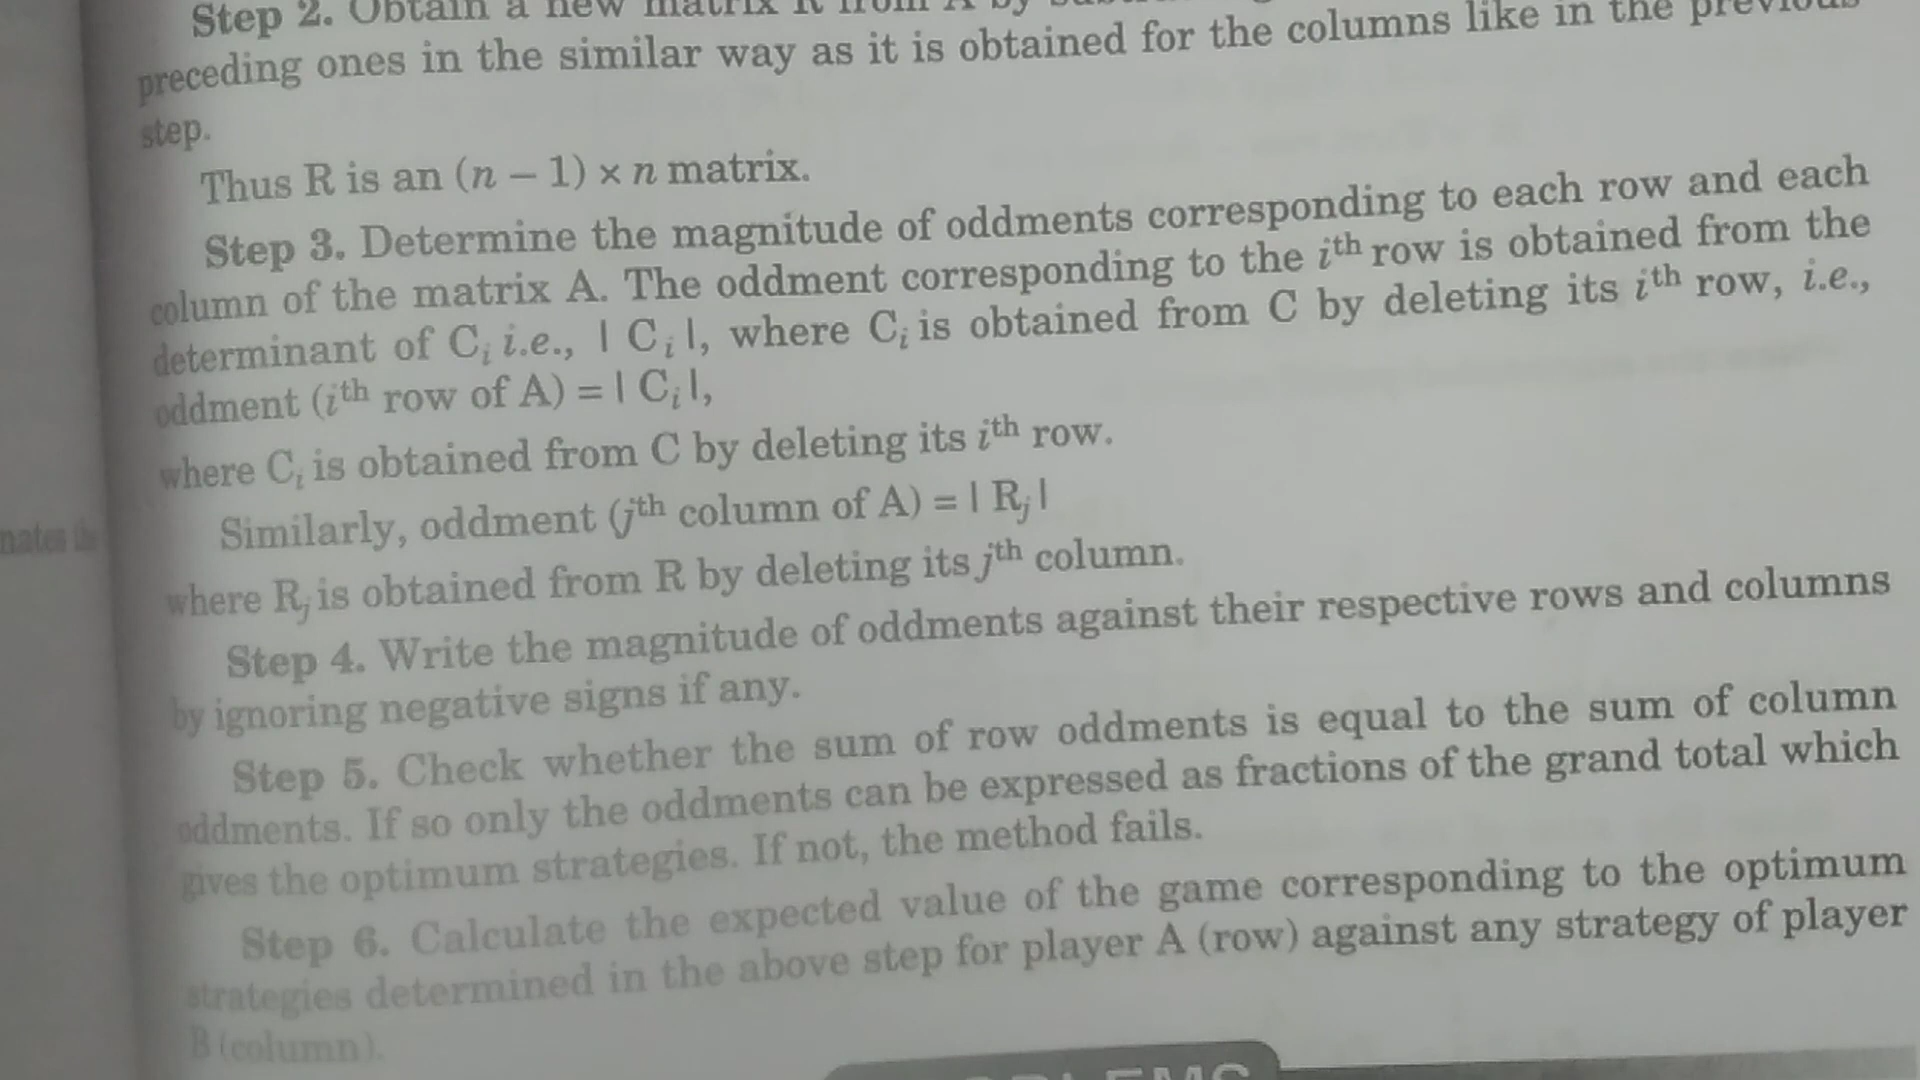 Step 2. Obtain a new matrix R from A by
preceding ones in the similar way as it is obtained for the columns like in the previous
step.
Thus R is an (n – 1) × n matrix.
Step 3. Determine the magnitude of oddments corresponding to each row and each
column of the matrix A. The oddment corresponding to the iᵗʰ row is obtained from the
determinant of Cᵢ i.e., | Cᵢ |, where Cᵢ is obtained from C by deleting its iᵗʰ row, i.e.,
oddment (iᵗʰ row of A) = | Cᵢ |,
where Cᵢ is obtained from C by deleting its iᵗʰ row.
Similarly, oddment (jᵗʰ column of A) = | Rⱼ |
where Rⱼ is obtained from R by deleting its jᵗʰ column.
Step 4. Write the magnitude of oddments against their respective rows and columns
by ignoring negative signs if any.
Step 5. Check whether the sum of row oddments is equal to the sum of column
oddments. If so only the oddments can be expressed as fractions of the grand total which
gives the optimum strategies. If not, the method fails.
Step 6. Calculate the expected value of the game corresponding to the optimum
strategies determined in the above step for player A (row) against any strategy of player
B (column).